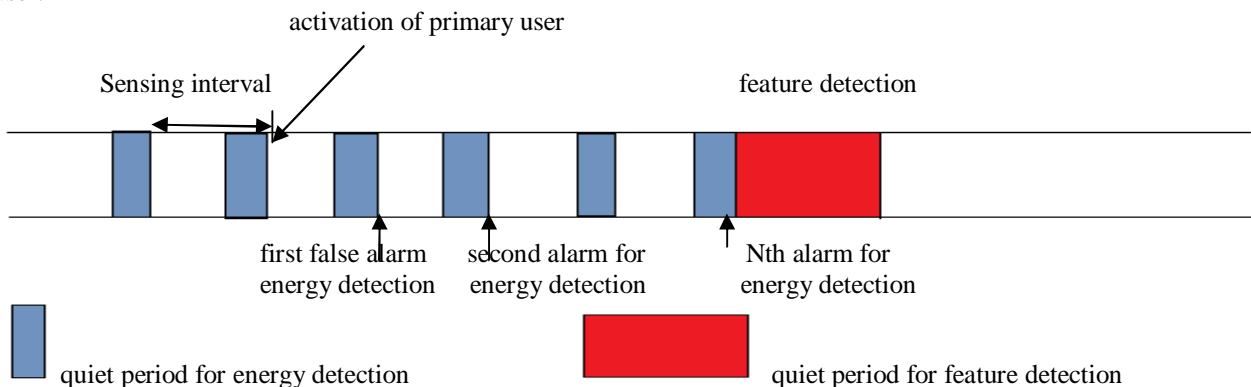 activation of primary user
Sensing interval
feature detection
first false alarm
energy detection
second alarm for
energy detection
Nth alarm for
energy detection
quiet period for energy detection
quiet period for feature detection